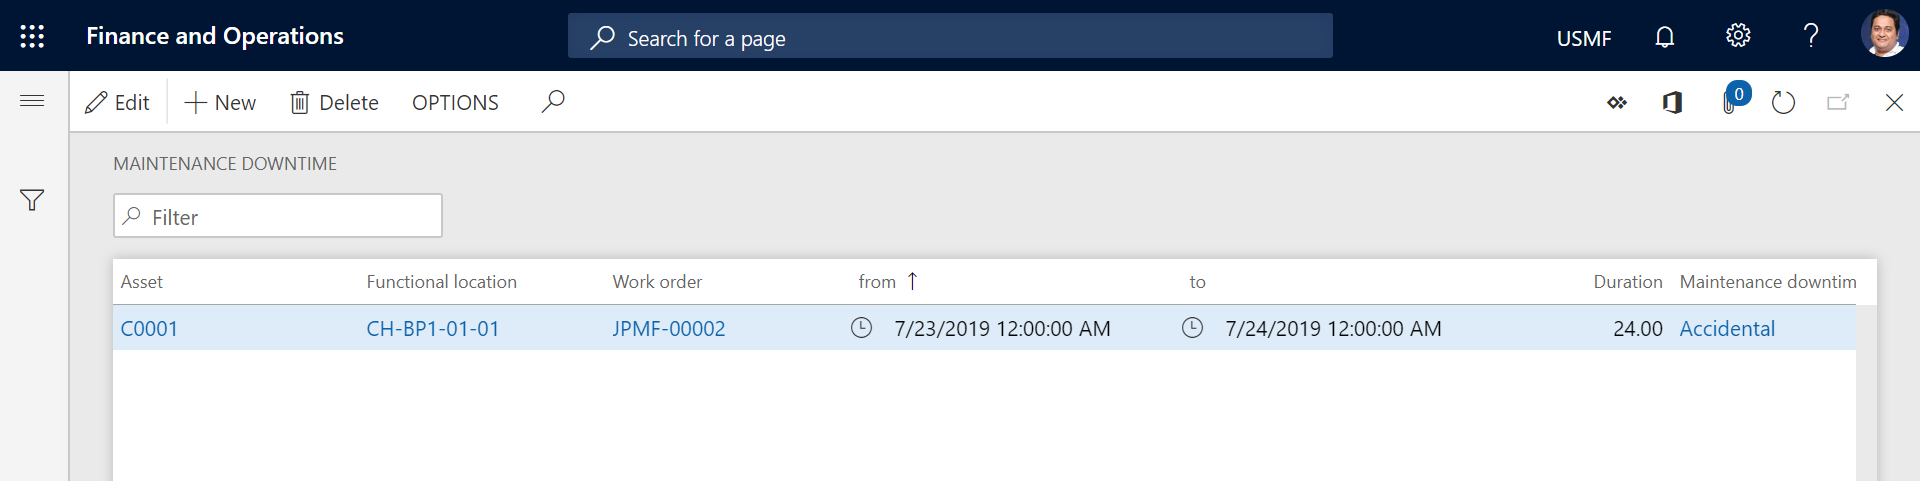 Finance and Operations Search for a page USMF ?
Edit New Delete OPTIONS 0
MAINTENANCE DOWNTIME
Filter
Asset Functional location Work order from ↑ to Duration Maintenance downtim
C0001 CH-BP1-01-01 JPMF-00002 7/23/2019 12:00:00 AM 7/24/2019 12:00:00 AM 24.00 Accidental